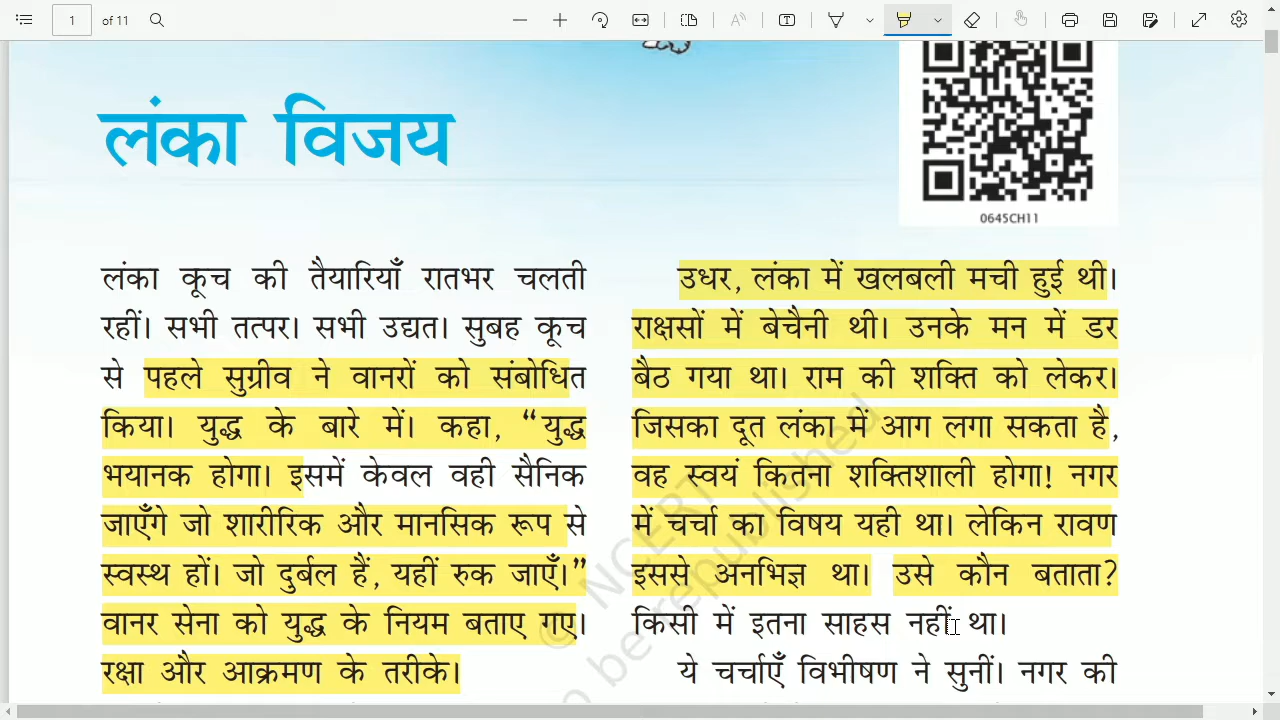 1 of 11
0645CH11
लंका विजय
लंका कूच की तैयारियाँ रातभर चलती
रहीं। सभी तत्पर। सभी उद्यत। सुबह कूच
से पहले सुग्रीव ने वानरों को संबोधित
किया। युद्ध के बारे में। कहा, “युद्ध
भयानक होगा। इसमें केवल वही सैनिक
जाएँगे जो शारीरिक और मानसिक रूप से
स्वस्थ हों। जो दुर्बल हैं, यहीं रुक जाएँ।”
वानर सेना को युद्ध के नियम बताए गए।
रक्षा और आक्रमण के तरीके।
उधर, लंका में खलबली मची हुई थी।
राक्षसों में बेचैनी थी। उनके मन में डर
बैठ गया था। राम की शक्ति को लेकर।
जिसका दूत लंका में आग लगा सकता है,
वह स्वयं कितना शक्तिशाली होगा! नगर
में चर्चा का विषय यही था। लेकिन रावण
इससे अनभिज्ञ था। उसे कौन बताता?
किसी में इतना साहस नहीं था।
ये चर्चाएँ विभीषण ने सुनीं। नगर की
© NCERT
o be republished